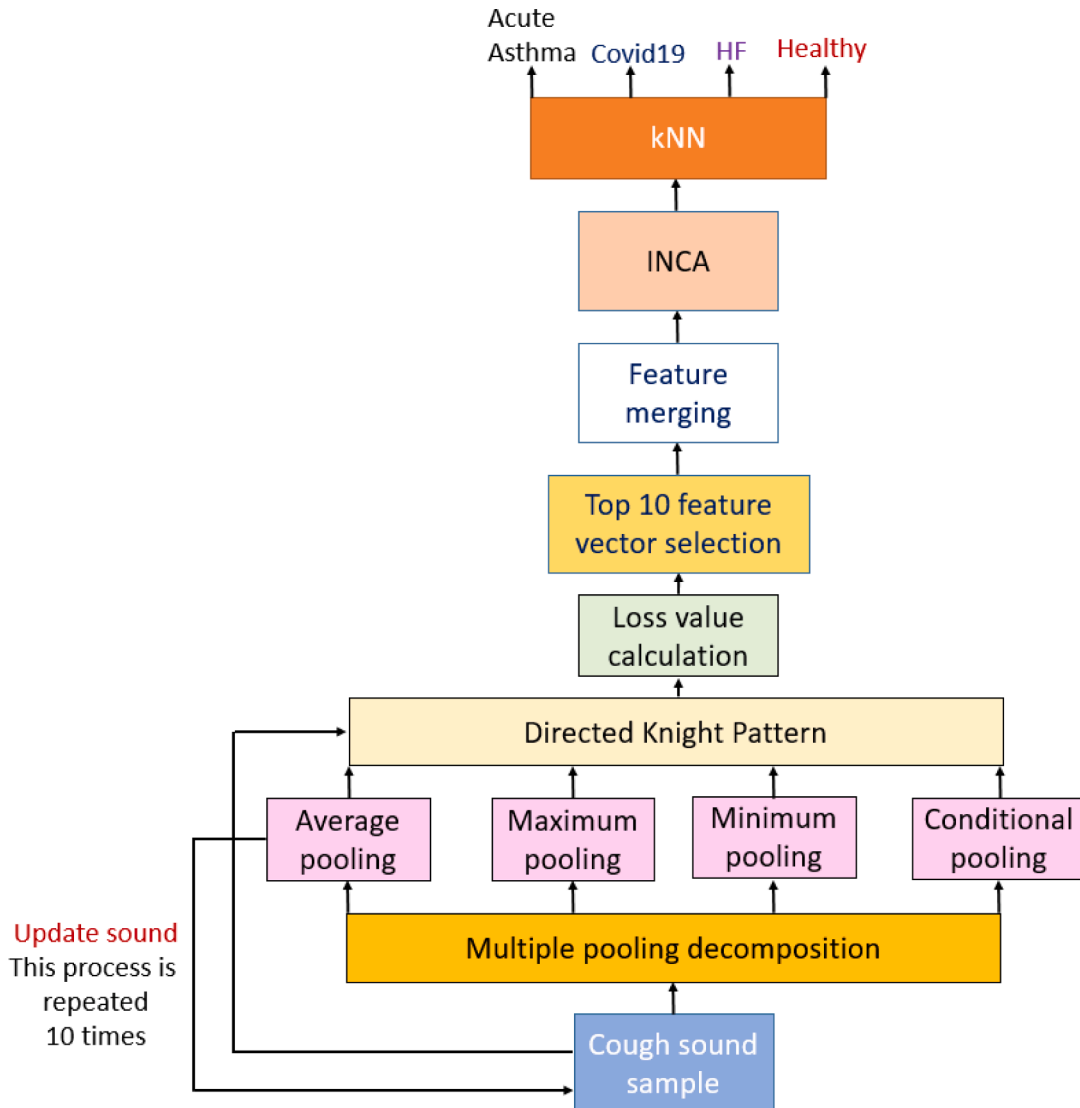 Acute
Asthma Covid19 HF Healthy
kNN
INCA
Feature
merging
Top 10 feature
vector selection
Loss value
calculation
Directed Knight Pattern
Average
pooling
Maximum
pooling
Minimum
pooling
Conditional
pooling
Update sound
This process is
repeated
10 times
Multiple pooling decomposition
Cough sound
sample